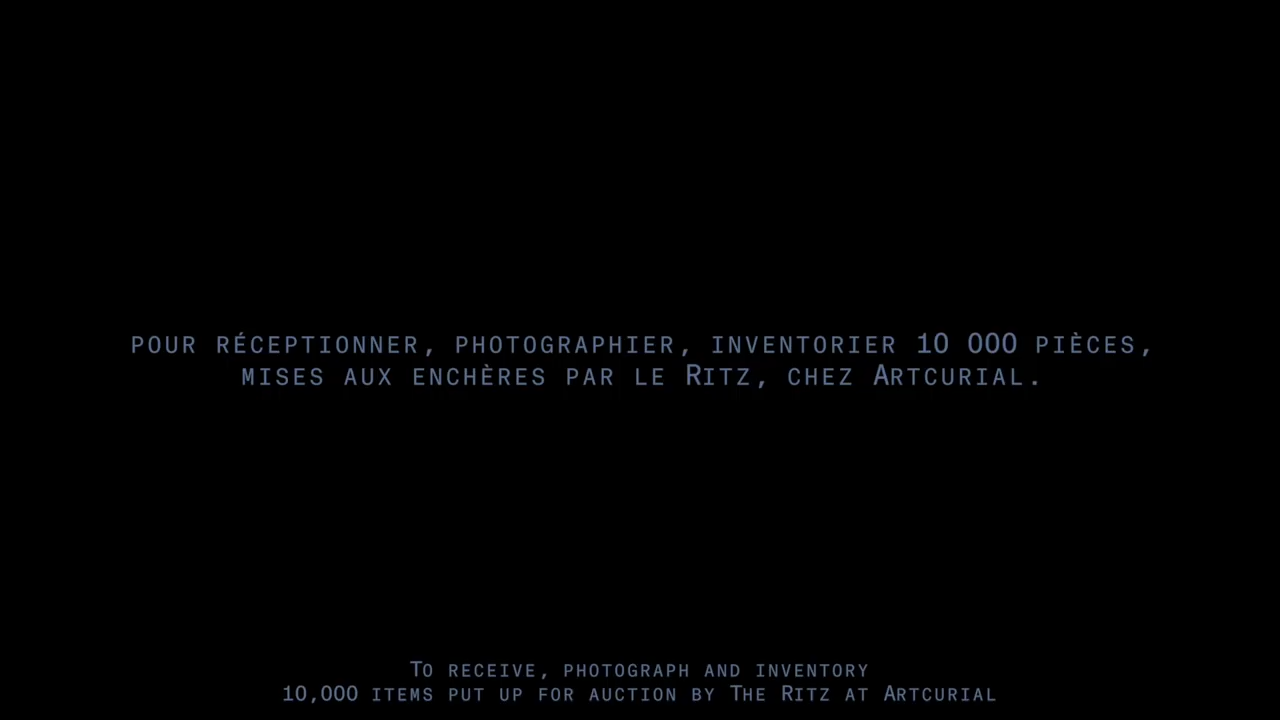 POUR RÉCEPTIONNER, PHOTOGRAPHIER, INVENTORIER 10 000 PIÈCES,
MISES AUX ENCHÈRES PAR LE RITZ, CHEZ ARTCURIAL.
TO RECEIVE, PHOTOGRAPH AND INVENTORY
10,000 ITEMS PUT UP FOR AUCTION BY THE RITZ AT ARTCURIAL